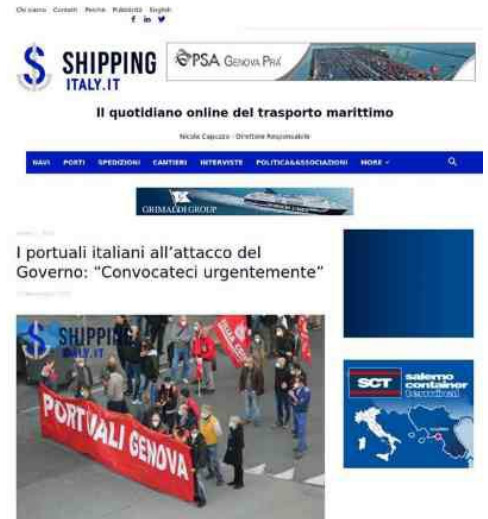 Chi siamo Contatti Perche Pubblicità English
f in
SHIPPING
ITALY.IT
PSA GENOVA PRA'
Il quotidiano online del trasporto marittimo
Nicola Capuzzo - Direttore Responsabile
NAVI PORTI SPEDIZIONI CANTIERI INTERVISTE POLITICA&ASSOCIAZIONI MORE
GRIMALDI GROUP
I portuali italiani all'attacco del
Governo: "Convocateci urgentemente"
SHIPPING
ITALY.IT
PORTUALI GENOVA
SCT salerno
container
terminal